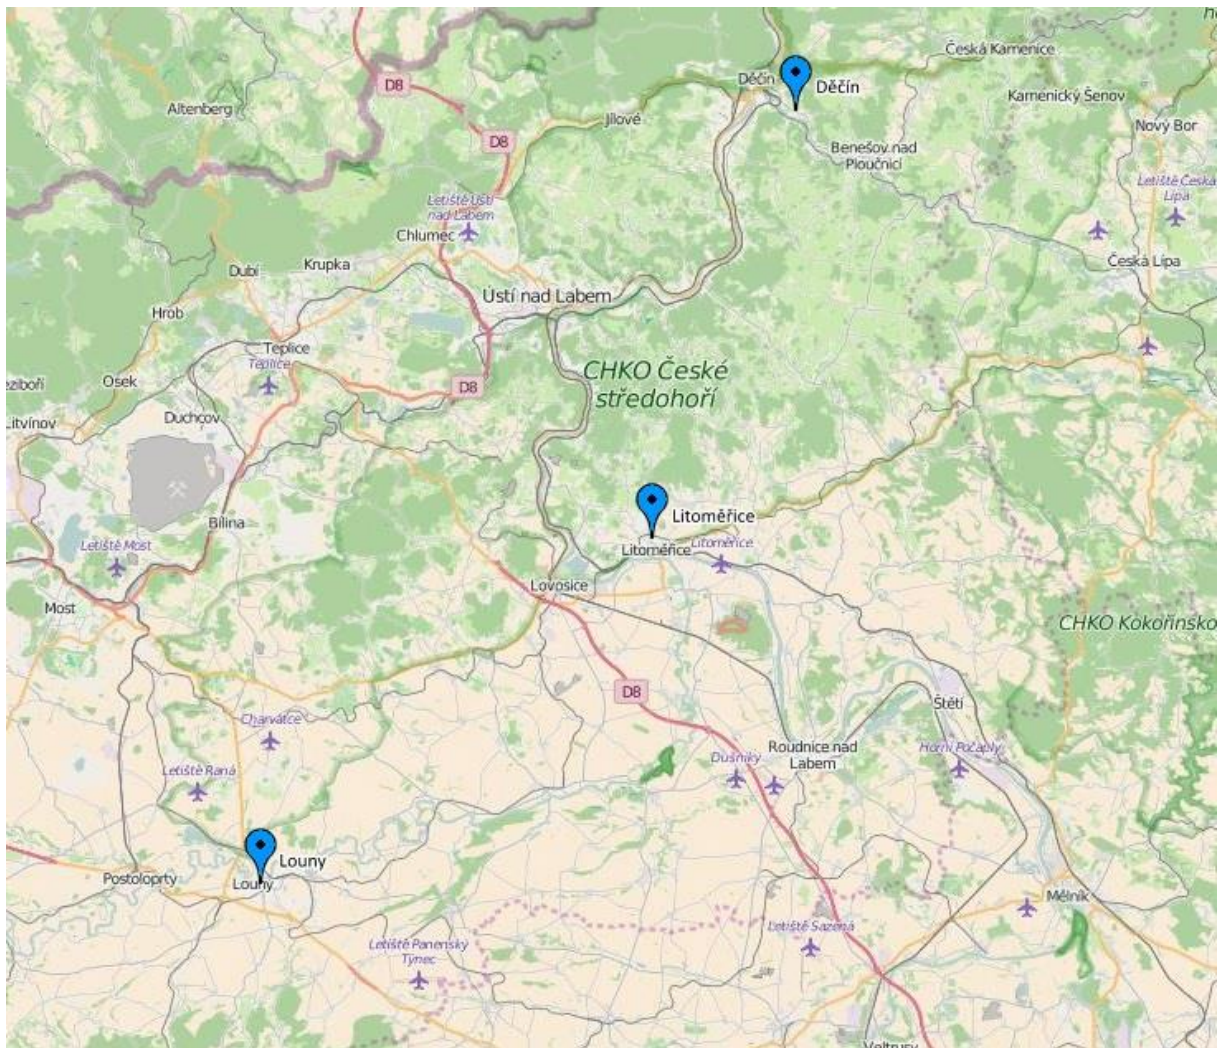 D8
Altenberg
D8
Děčín
Děčín
Česká Kamenice
Kamenický Šenov
Nový Bor
Jílové
Benešov nad
Ploučnicí
Letiště Česká
Lípa
Letiště Ústí
nad Labem
Chlumec
Krupka
Dubí
Česká Lípa
Ústí nad Labem
Hrob
Teplice
Teplice
D8
CHKO České
středohoří
Osek
eziboří
Duchcov
Litvínov
Bílina
Letiště Most
Litoměřice
Litoměřice
Litoměřice
Lovosice
Most
CHKO Kokořínsko
D8
Štětí
Charvátce
Letiště Raná
Dušníky
Roudnice nad
Labem
Horní Počaply
Louny
Louny
Postoloprty
Mělník
Letiště Sazená
Letiště Panenský
Týnec
Veltrusy